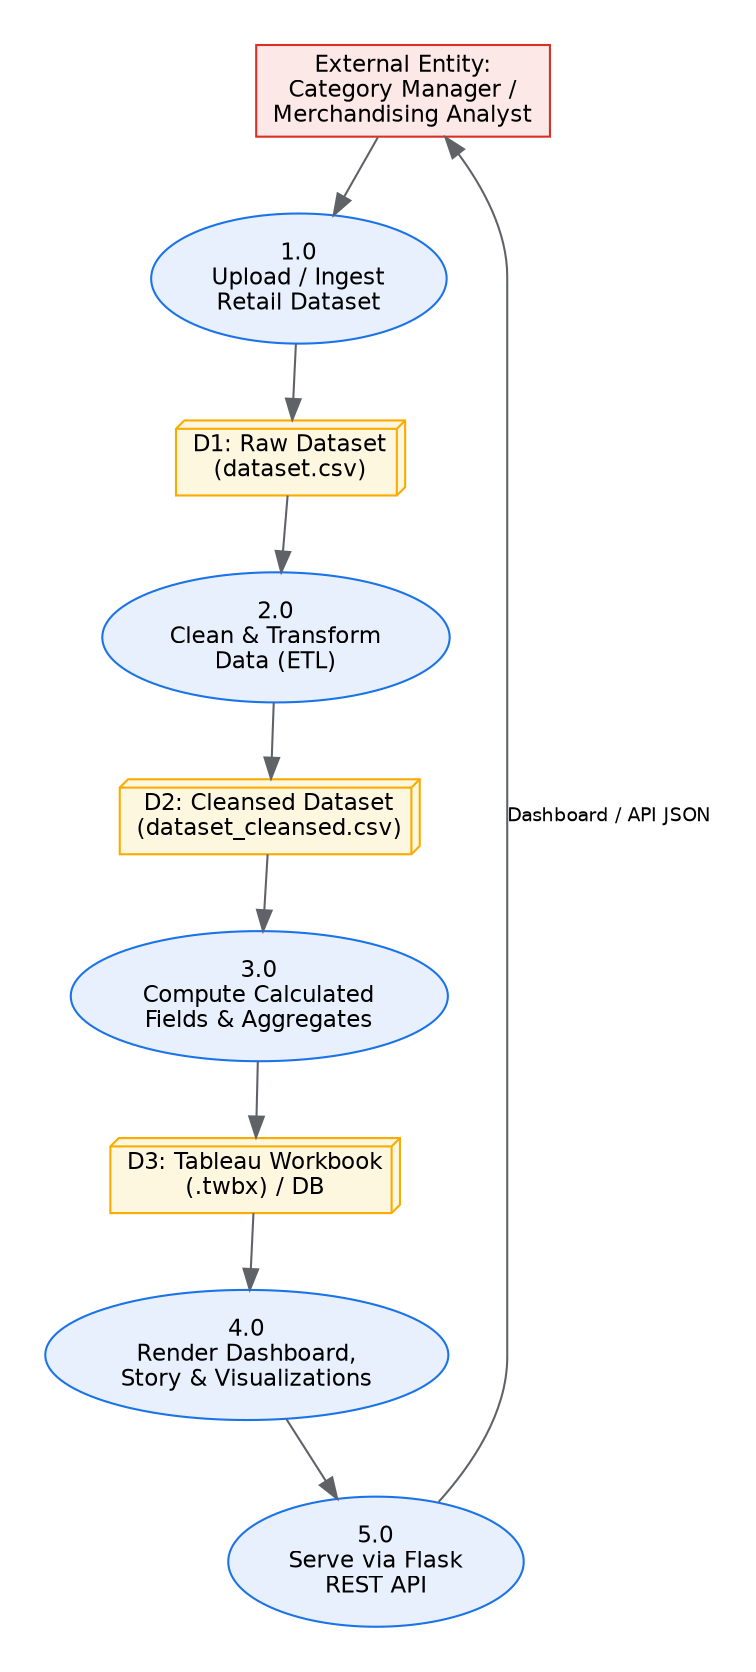 External Entity:
Category Manager /
Merchandising Analyst
1.0
Upload / Ingest
Retail Dataset
D1: Raw Dataset
(dataset.csv)
2.0
Clean & Transform
Data (ETL)
D2: Cleansed Dataset
(dataset_cleansed.csv)
Dashboard / API JSON
3.0
Compute Calculated
Fields & Aggregates
D3: Tableau Workbook
(.twbx) / DB
4.0
Render Dashboard,
Story & Visualizations
5.0
Serve via Flask
REST API